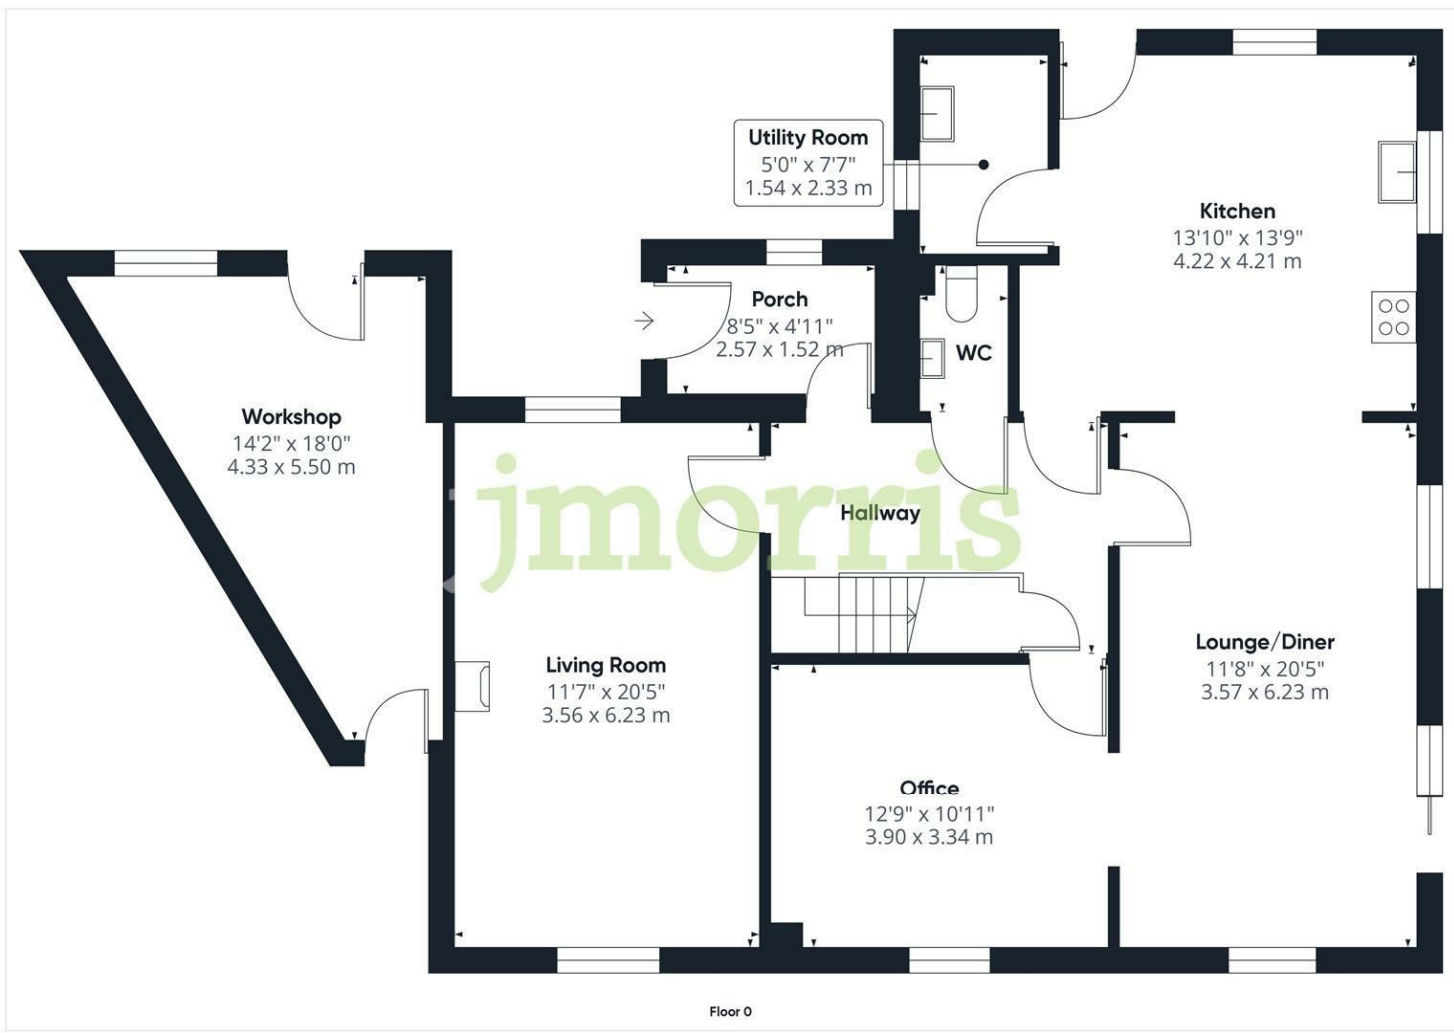 Utility Room
5'0" x 7'7"
1.54 x 2.33 m
Kitchen
13'10" x 13'9"
4.22 x 4.21 m
Porch
8'5" x 4'11"
2.57 x 1.52 m
WC
Workshop
14'2" x 18'0"
4.33 x 5.50 m
jjmorris
Hallway
Living Room
11'7" x 20'5"
3.56 x 6.23 m
Lounge/Diner
11'8" x 20'5"
3.57 x 6.23 m
Office
12'9" x 10'11"
3.90 x 3.34 m
Floor 0